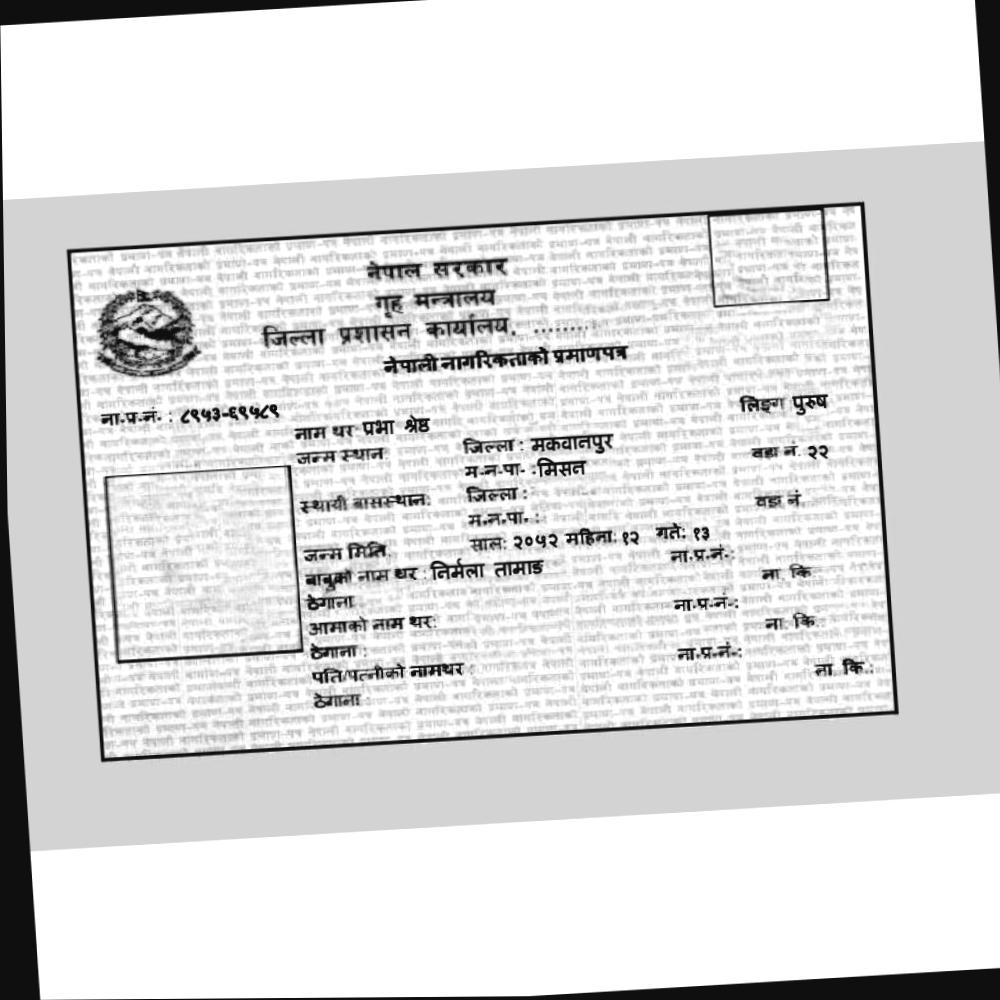 नेपाल सरकार
गृह मन्त्रालय
जिल्ला प्रशासन कार्यालय, ..........
नेपाली नागरिकताको प्रमाणपत्र
ना.प्र.नं. : ८९५३-६९५८९
लिङ्ग पुरुष
नाम थर प्रभा श्रेष्ठ
जन्म स्थान: जिल्ला : मकवानपुर
म.न.पा. : मिसन वडा नं. २२
स्थायी बासस्थान: जिल्ला :
म.न.पा. : वडा नं.
जन्म मिति: साल: २०५२ महिना: १२ गते: १३
बाबुको नाम थर : निर्मला तामाङ ना.प्र.नं.:
ठेगाना ना. कि.
आमाको नाम थर: ना.प्र.नं.:
ठेगाना : ना. कि.
पति/पत्नीको नामथर : ना.प्र.नं.:
ठेगाना : ना. कि.: